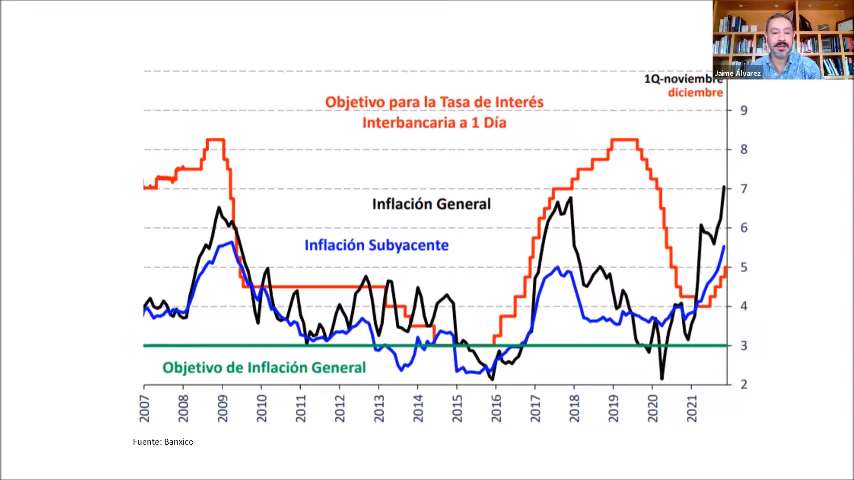 Jaime Álvarez
1Q-noviembre
diciembre
Objetivo para la Tasa de Interés
Interbancaria a 1 Día
Inflación General
Inflación Subyacente
Objetivo de Inflación General
9
8
7
6
5
4
3
2
2007 2008 2009 2010 2011 2012 2013 2014 2015 2016 2017 2018 2019 2020 2021
Fuente: Banxico